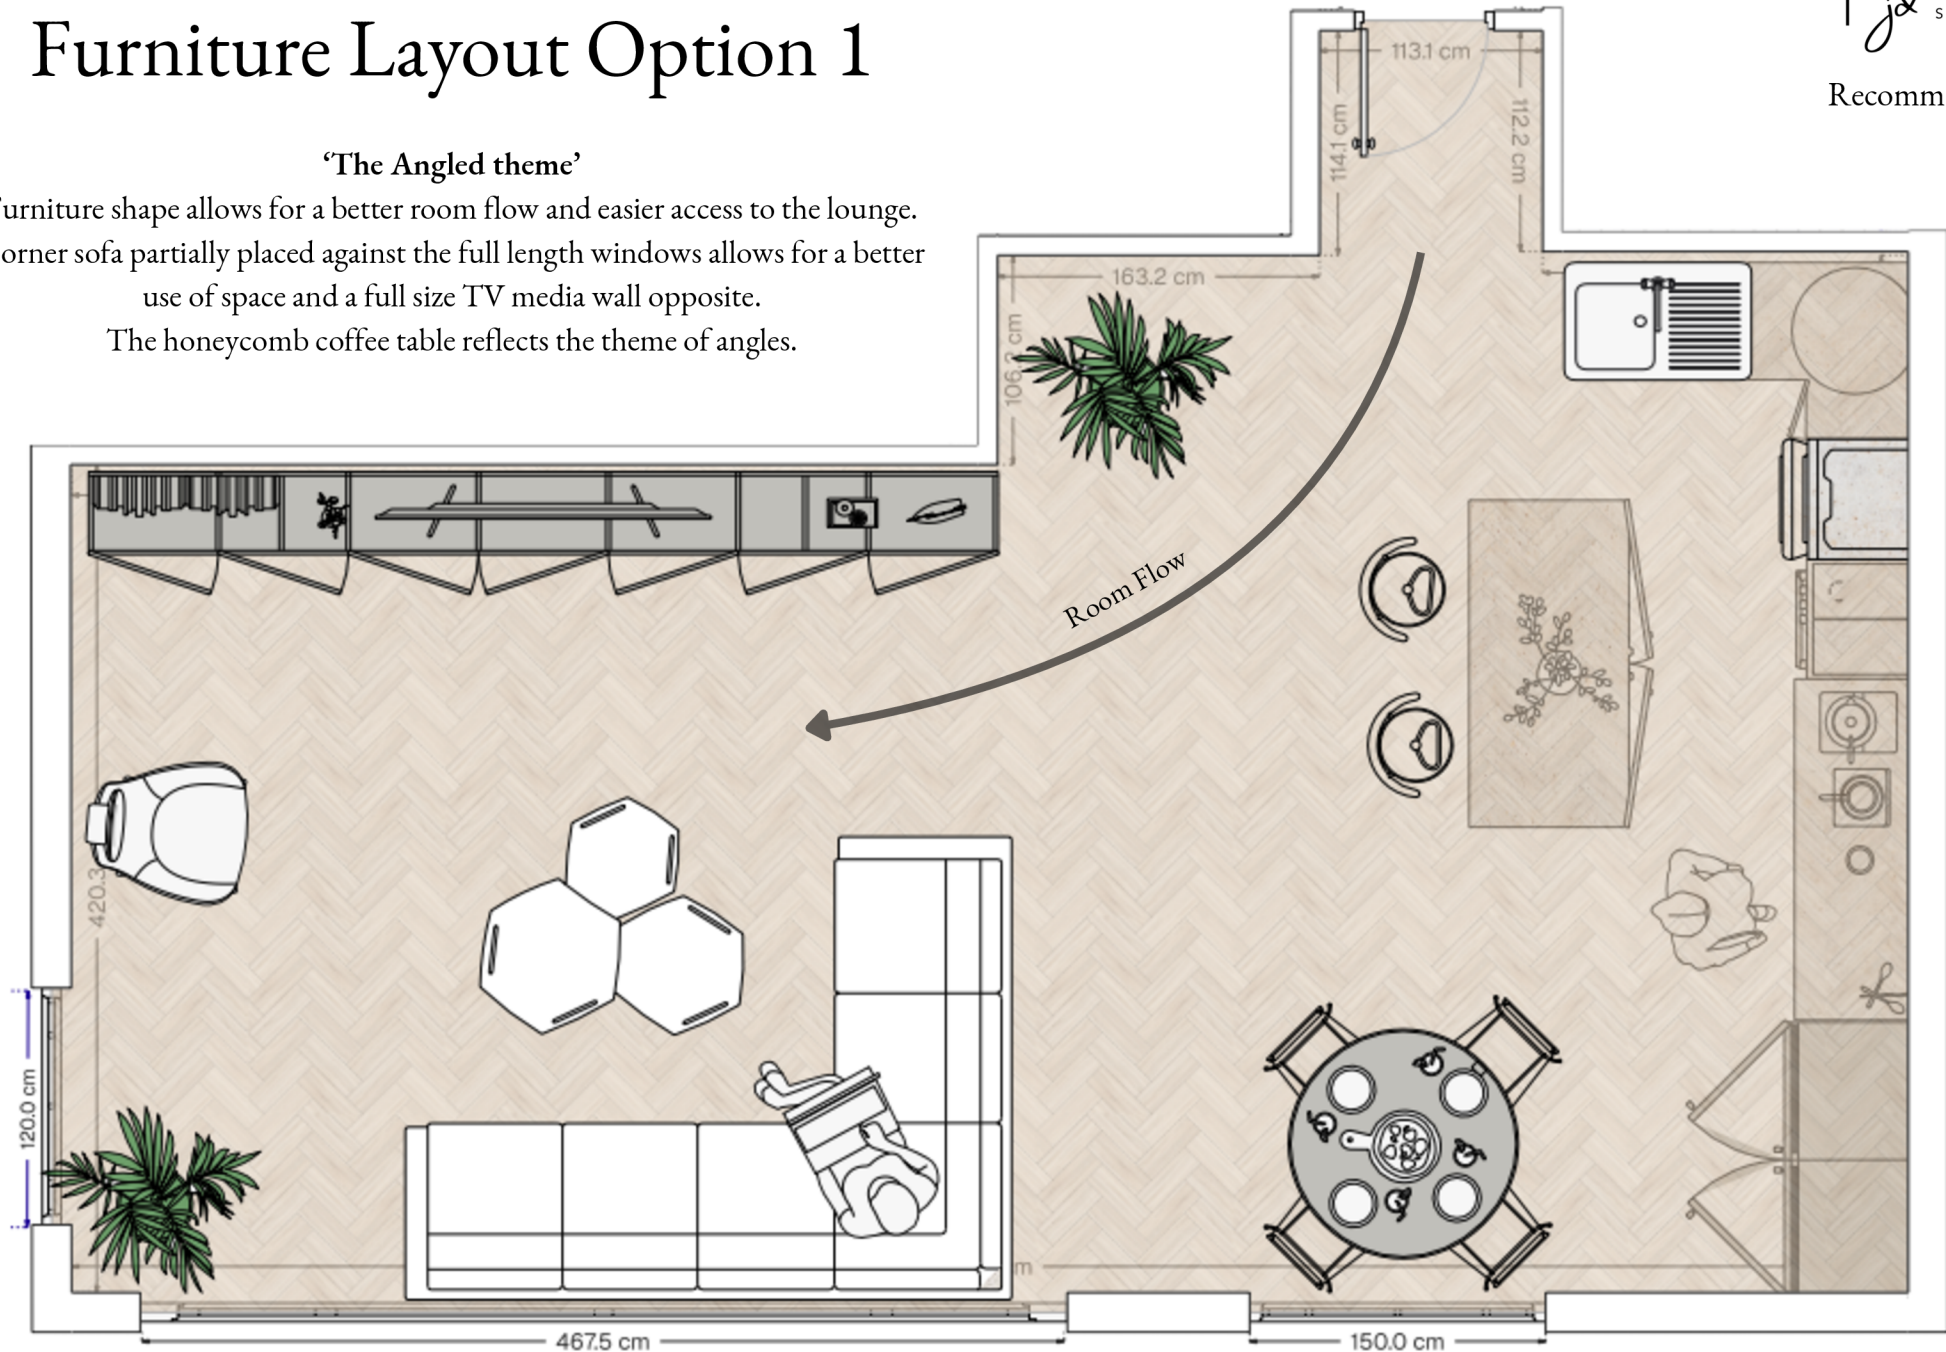 Furniture Layout Option 1
Recomm
‘The Angled theme’
urniture shape allows for a better room flow and easier access to the lounge.
orner sofa partially placed against the full length windows allows for a better
use of space and a full size TV media wall opposite.
The honeycomb coffee table reflects the theme of angles.
113.1 cm
114.1 cm
112.2 cm
163.2 cm
cm
Room Flow
420.3
120.0 cm
m
467.5 cm
150.0 cm